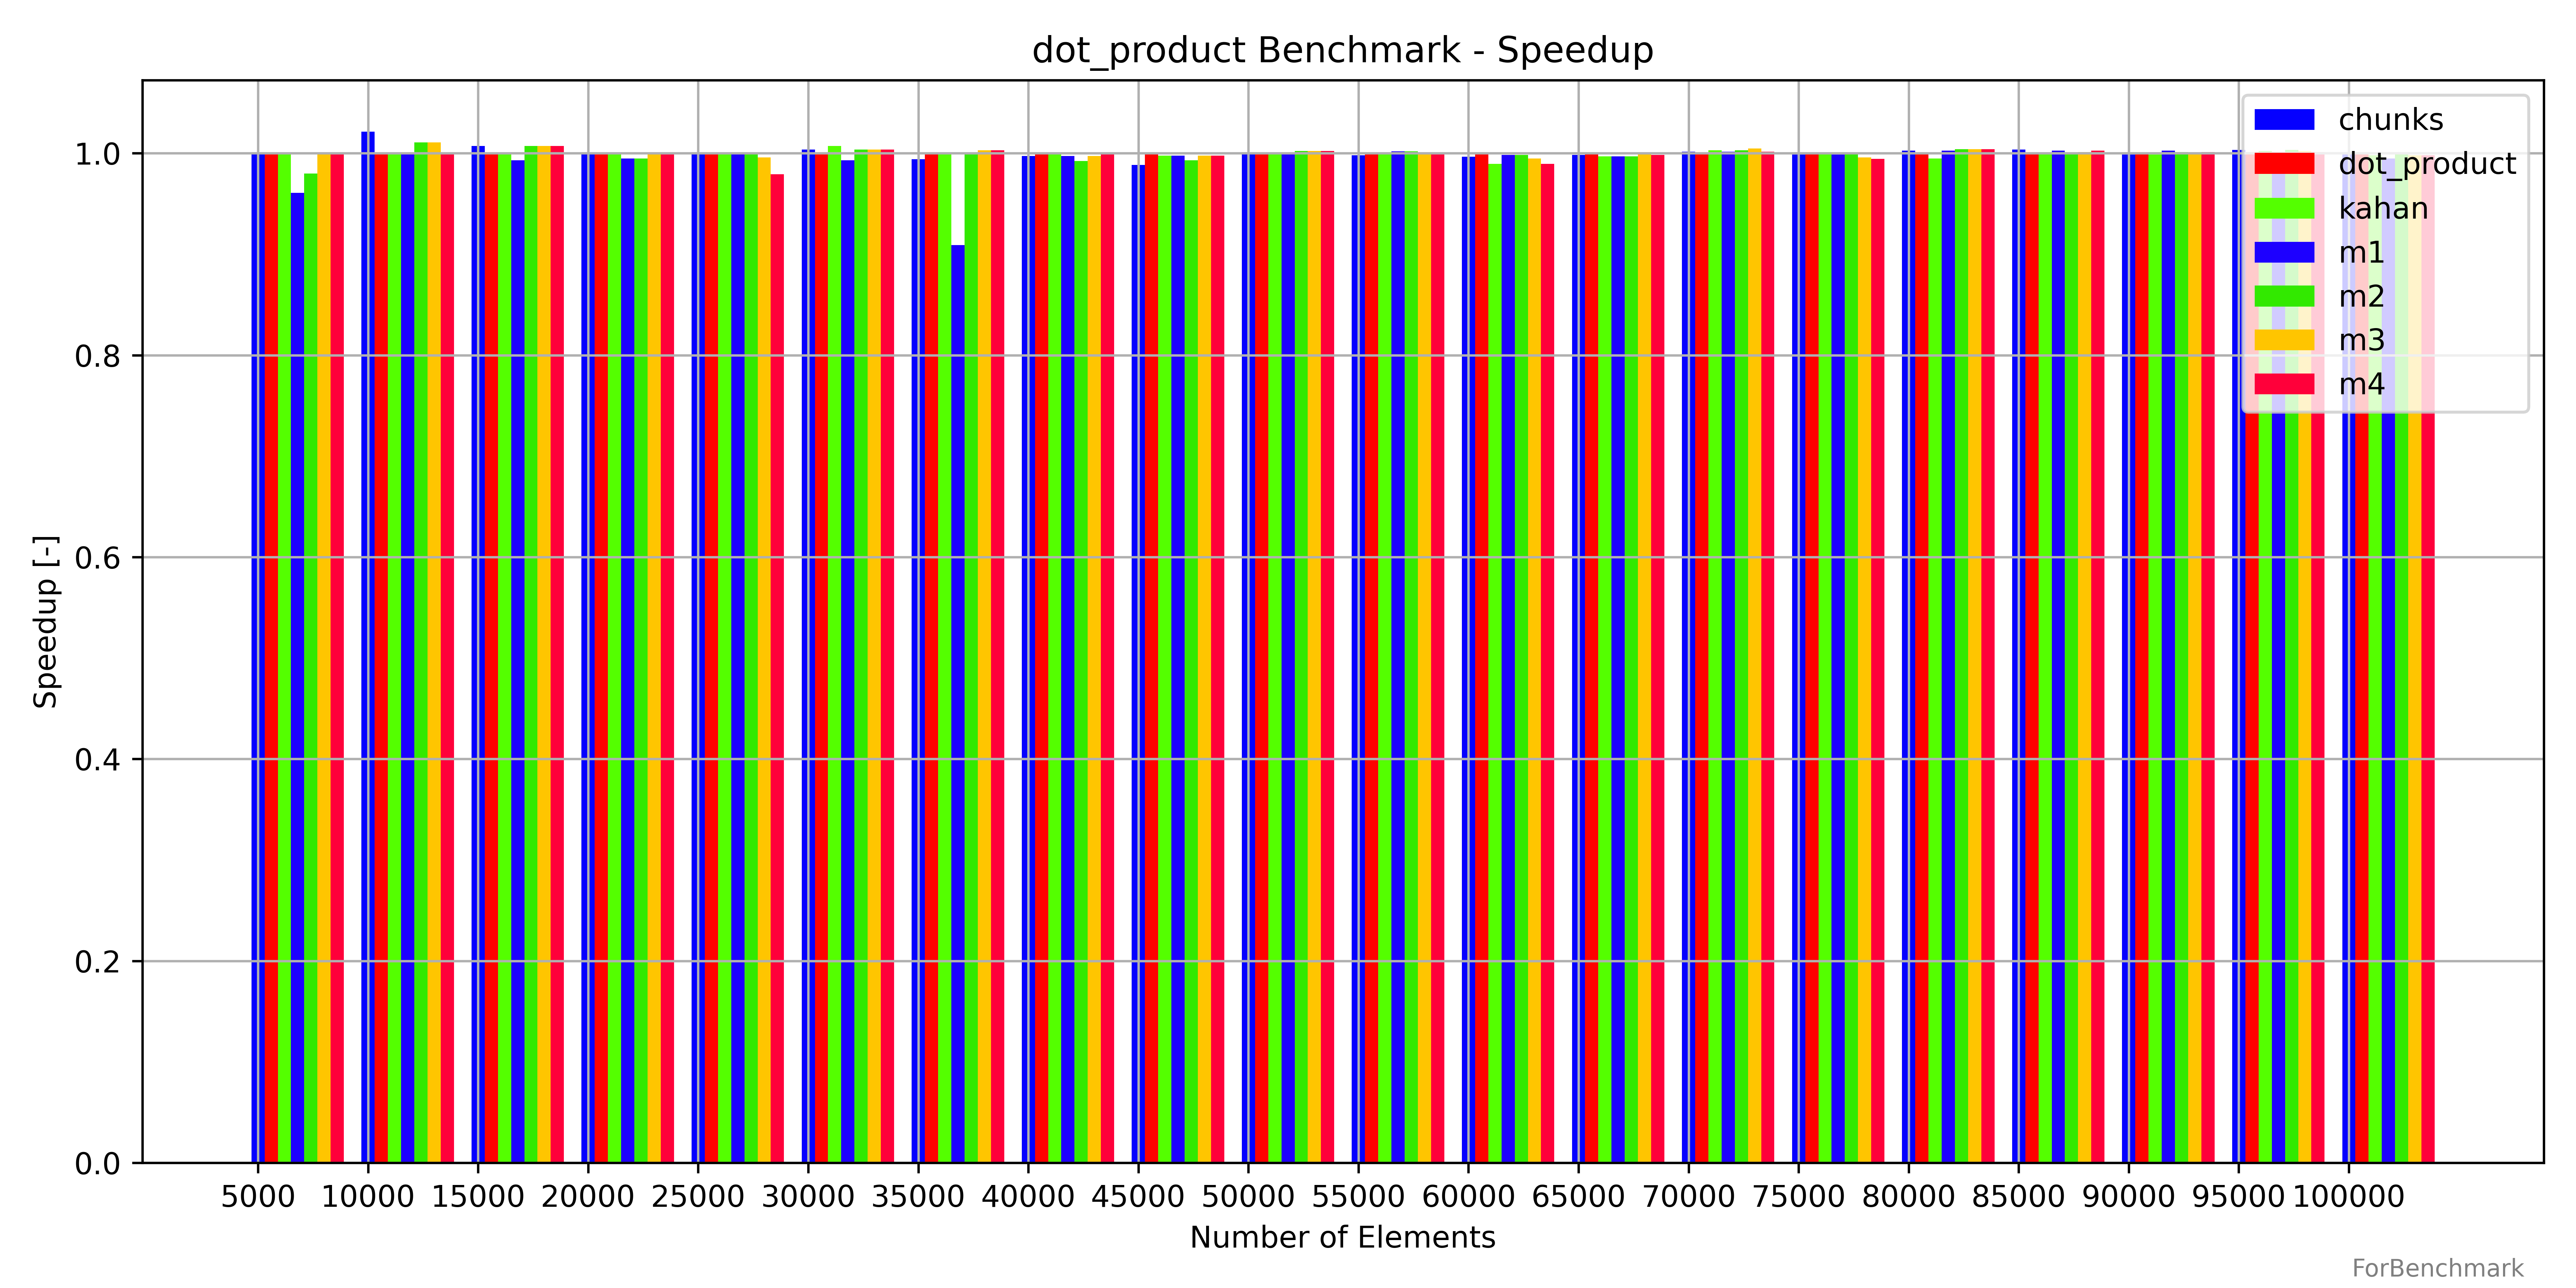 dot_product Benchmark - Speedup
Speedup [-]
1.0
0.8
0.6
0.4
0.2
0.0
chunks
dot_product
kahan
m1
m2
m3
m4
5000 10000 15000 20000 25000 30000 35000 40000 45000 50000 55000 60000 65000 70000 75000 80000 85000 90000 95000 100000
Number of Elements
ForBenchmark